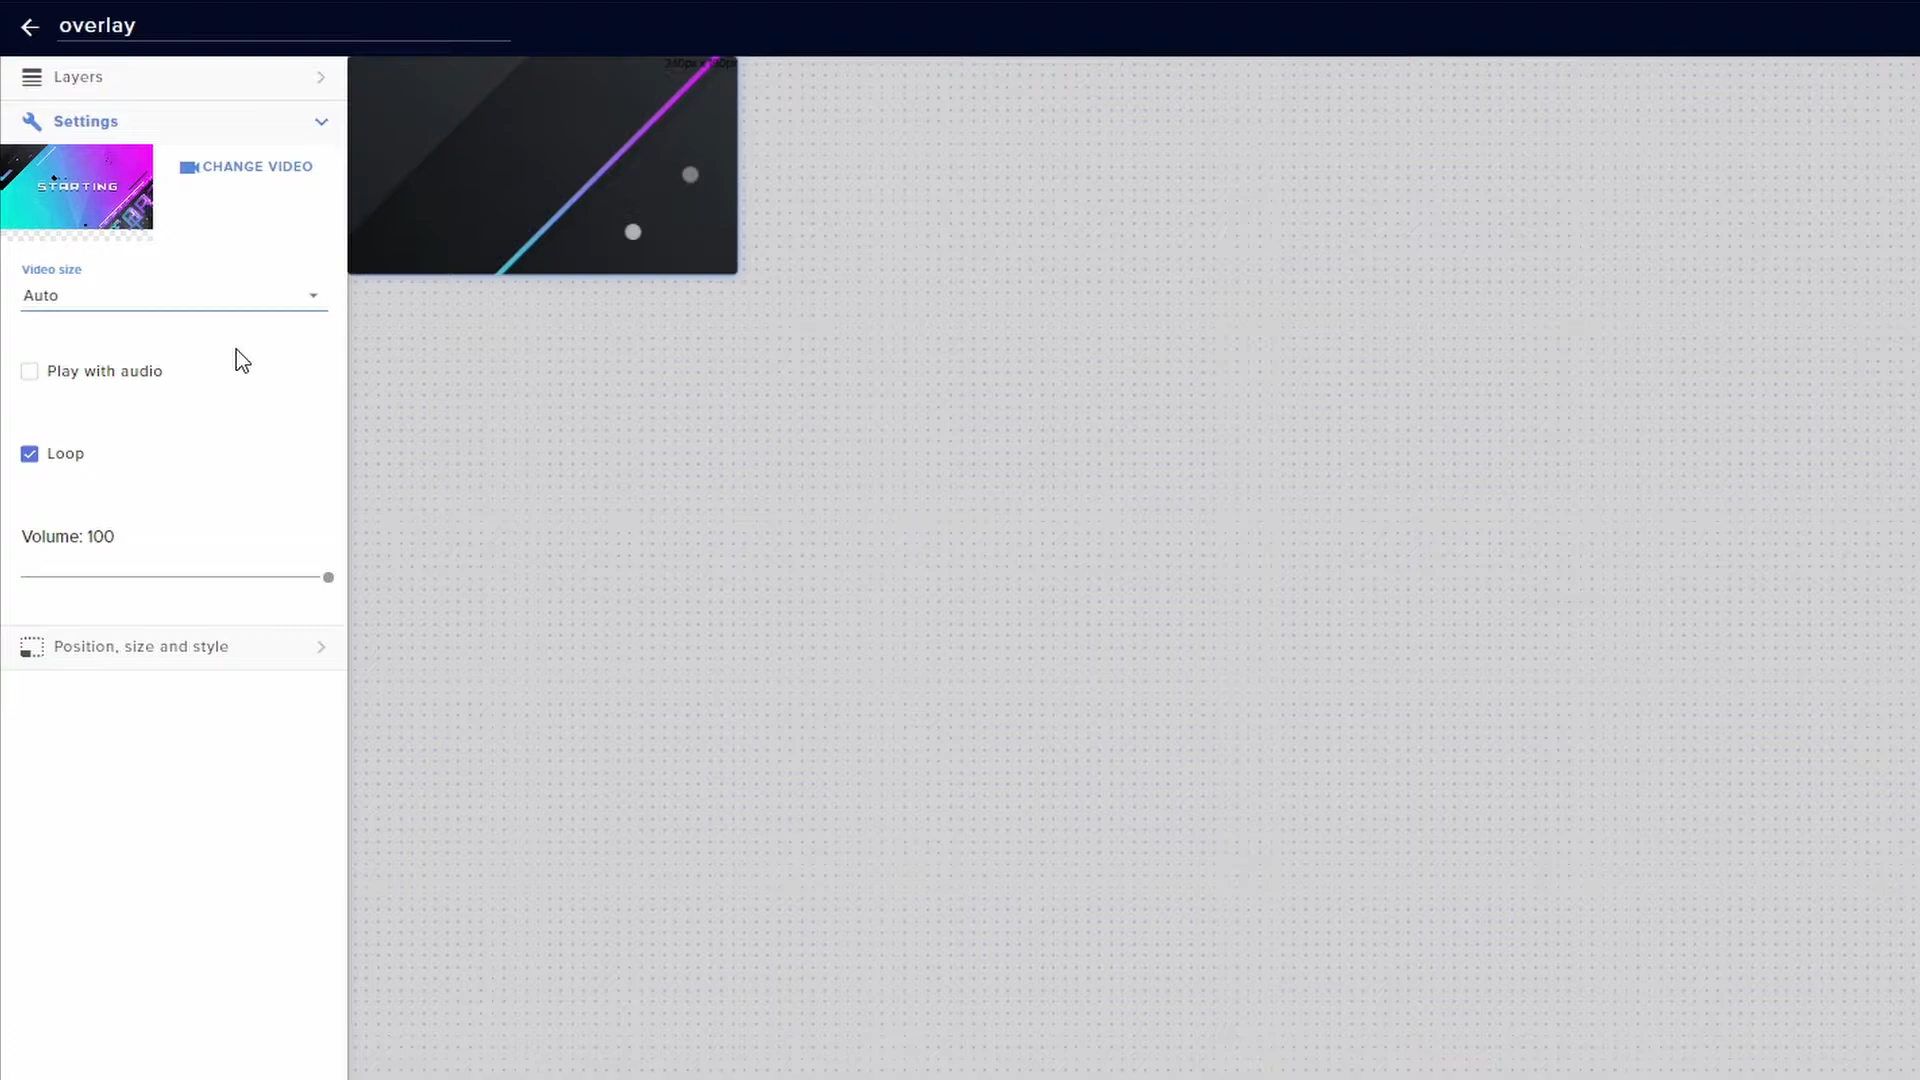 overlay
Layers
Settings
STARTING
CHANGE VIDEO
Video size
Auto
Play with audio
Loop
Volume: 100
Position, size and style